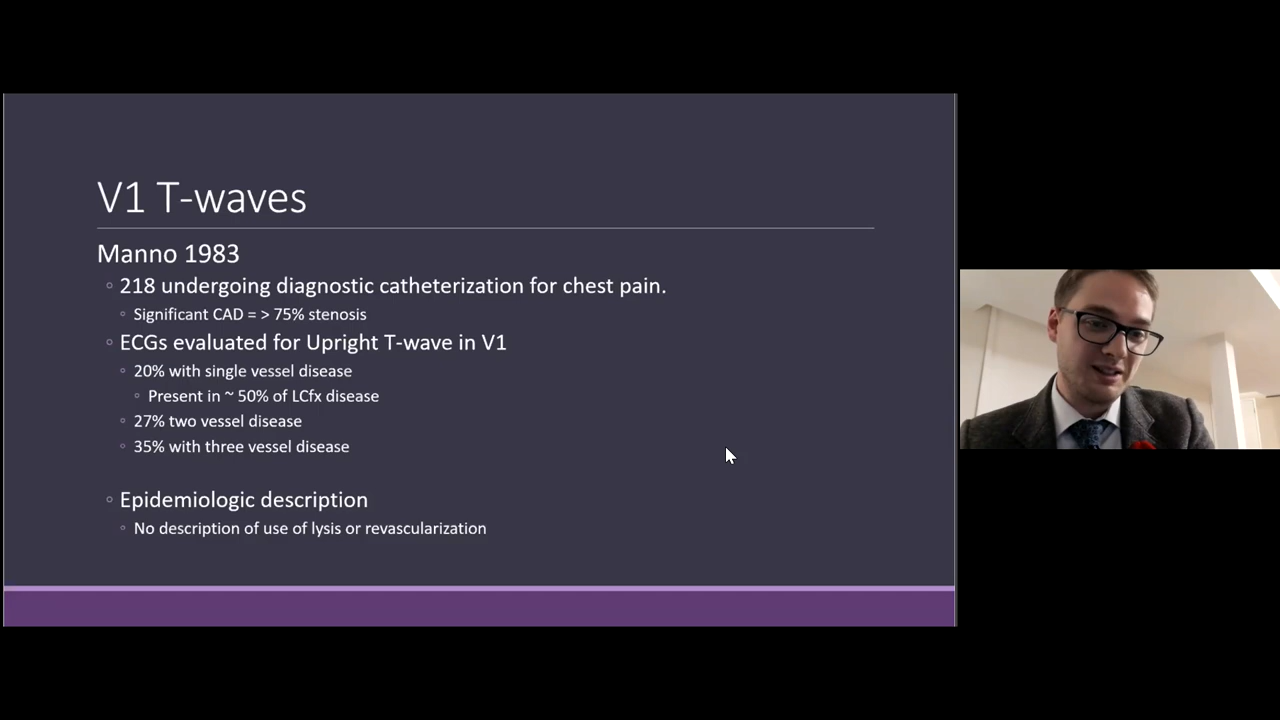 V1 T-waves
Manno 1983
218 undergoing diagnostic catheterization for chest pain.
Significant CAD = > 75% stenosis
ECGs evaluated for Upright T-wave in V1
20% with single vessel disease
Present in ~ 50% of LCfx disease
27% two vessel disease
35% with three vessel disease
Epidemiologic description
No description of use of lysis or revascularization